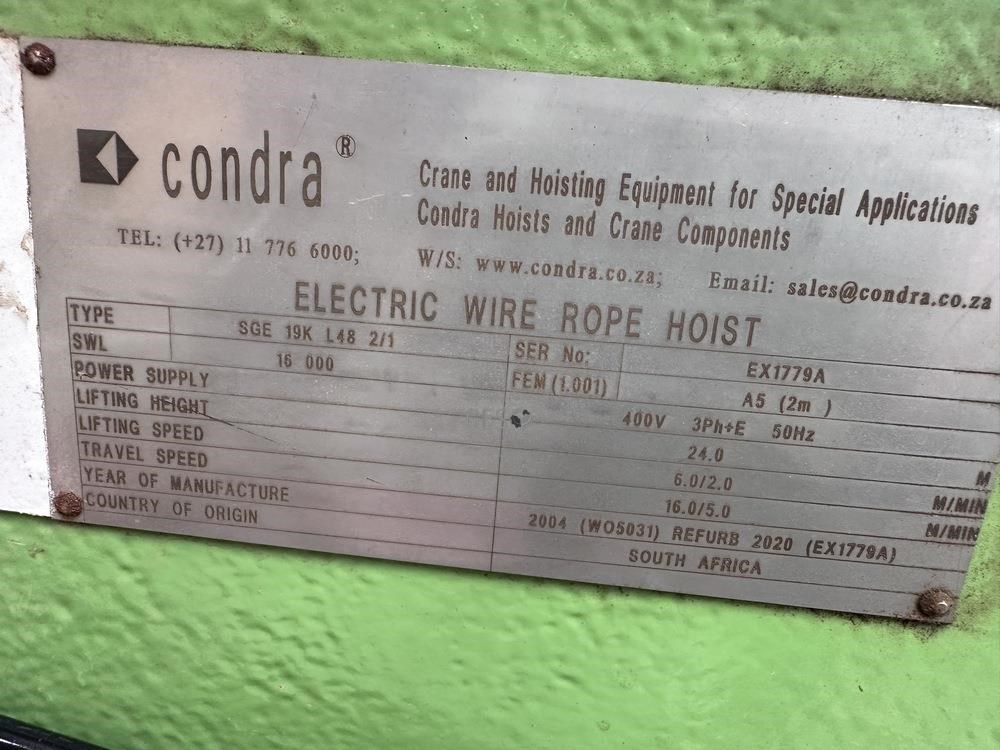 condra®
Crane and Hoisting Equipment for Special Applications
Condra Hoists and Crane Components
TEL: (+27) 11 776 6000; W/S: www.condra.co.za; Email: sales@condra.co.za
ELECTRIC WIRE ROPE HOIST
TYPE SGE 19K L48 2/1 SER No: EX1779A
SWL 16 000 FEM (1.001) A5 (2m )
POWER SUPPLY 400V 3Ph+E 50Hz
LIFTING HEIGHT 24.0 M
LIFTING SPEED 6.0/2.0 M/MIN
TRAVEL SPEED 16.0/5.0 M/MIN
YEAR OF MANUFACTURE 2004 (WO5031) REFURB 2020 (EX1779A)
COUNTRY OF ORIGIN SOUTH AFRICA